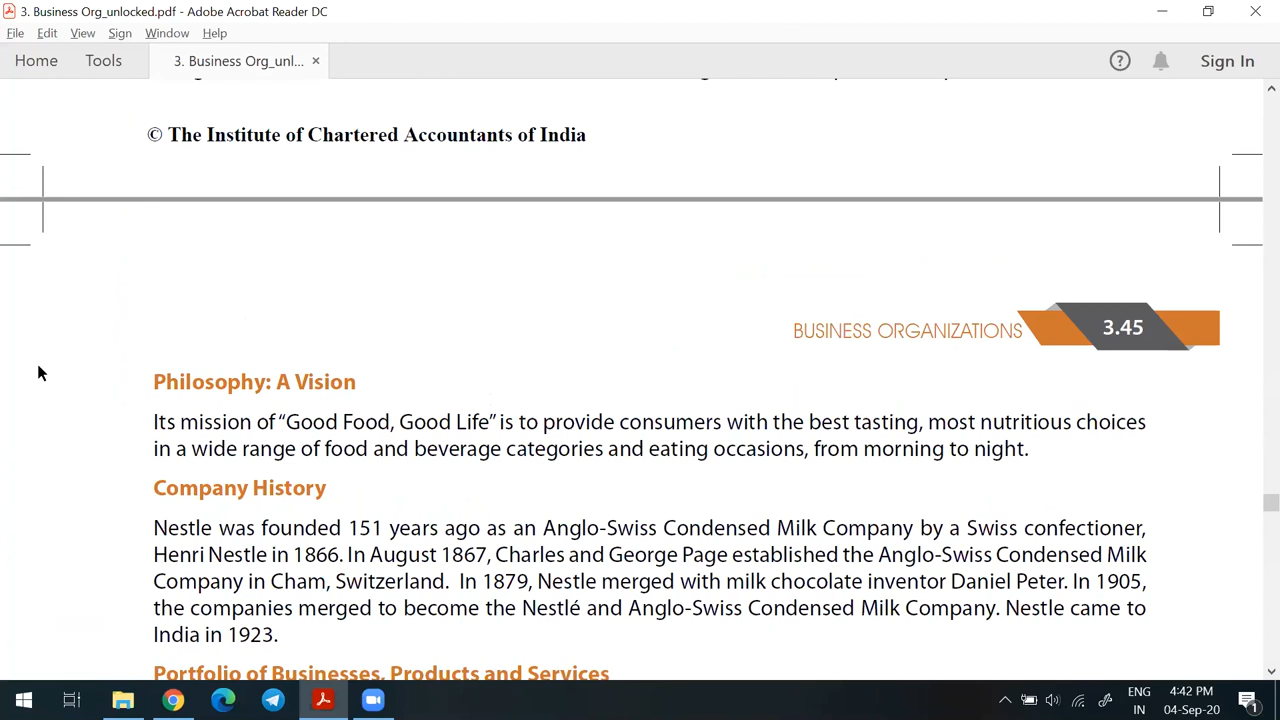 3. Business Org_unlocked.pdf - Adobe Acrobat Reader DC
File Edit View Sign Window Help
Home Tools 3. Business Org_unl... × Sign In
© The Institute of Chartered Accountants of India
BUSINESS ORGANIZATIONS 3.45
Philosophy: A Vision
Its mission of “Good Food, Good Life” is to provide consumers with the best tasting, most nutritious choices
in a wide range of food and beverage categories and eating occasions, from morning to night.
Company History
Nestle was founded 151 years ago as an Anglo-Swiss Condensed Milk Company by a Swiss confectioner,
Henri Nestle in 1866. In August 1867, Charles and George Page established the Anglo-Swiss Condensed Milk
Company in Cham, Switzerland. In 1879, Nestle merged with milk chocolate inventor Daniel Peter. In 1905,
the companies merged to become the Nestlé and Anglo-Swiss Condensed Milk Company. Nestle came to
India in 1923.
Portfolio of Businesses, Products and Services
ENG 4:42 PM
IN 04-Sep-20 1